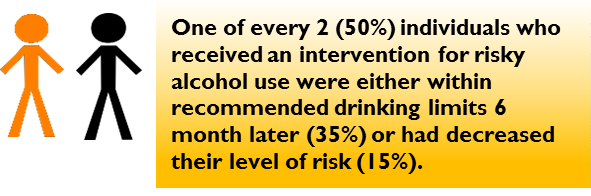 One of every 2 (50%) individuals who
received an intervention for risky
alcohol use were either within
recommended drinking limits 6
month later (35%) or had decreased
their level of risk (15%).